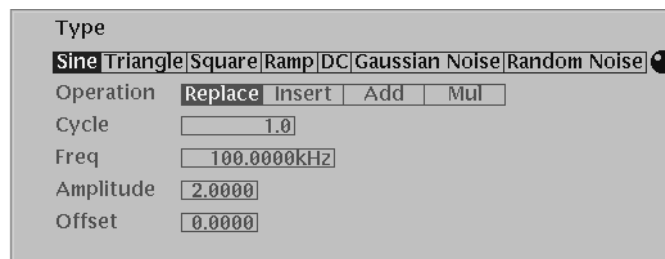 Type
Sine Triangle Square Ramp DC Gaussian Noise Random Noise
Operation Replace Insert Add Mul
Cycle 1.0
Freq 100.0000kHz
Amplitude 2.0000
Offset 0.0000